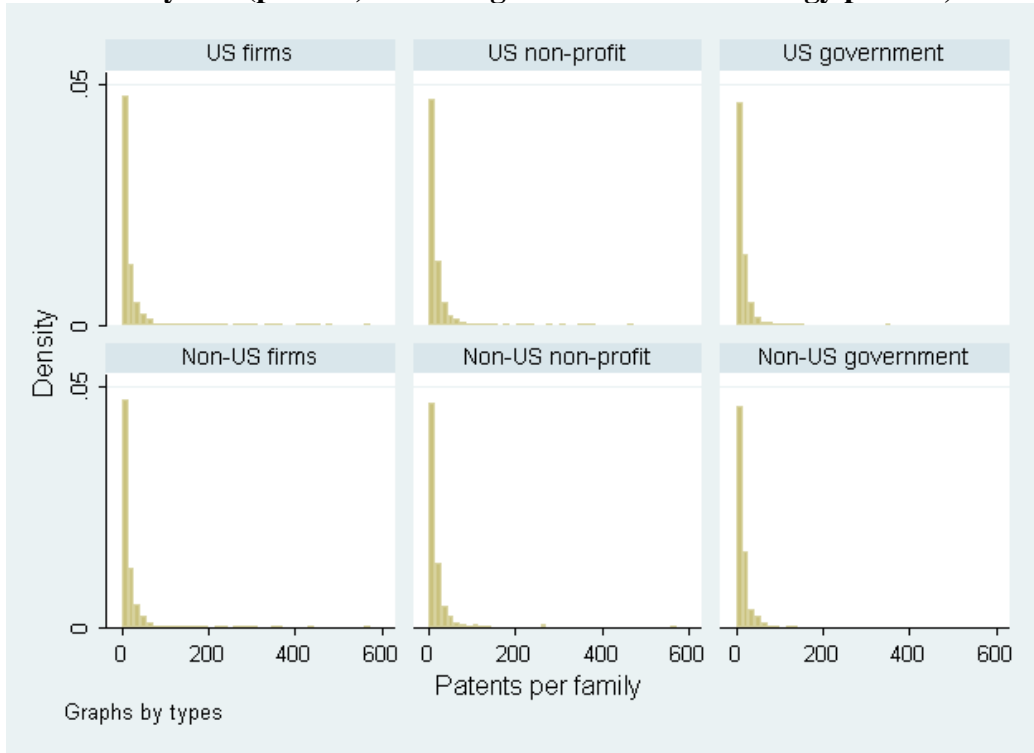 US firms US non-profit US government
.05
0
Non-US firms Non-US non-profit Non-US government
.05
0
Density
0 200 400 600 0 200 400 600 0 200 400 600
Patents per family
Graphs by types